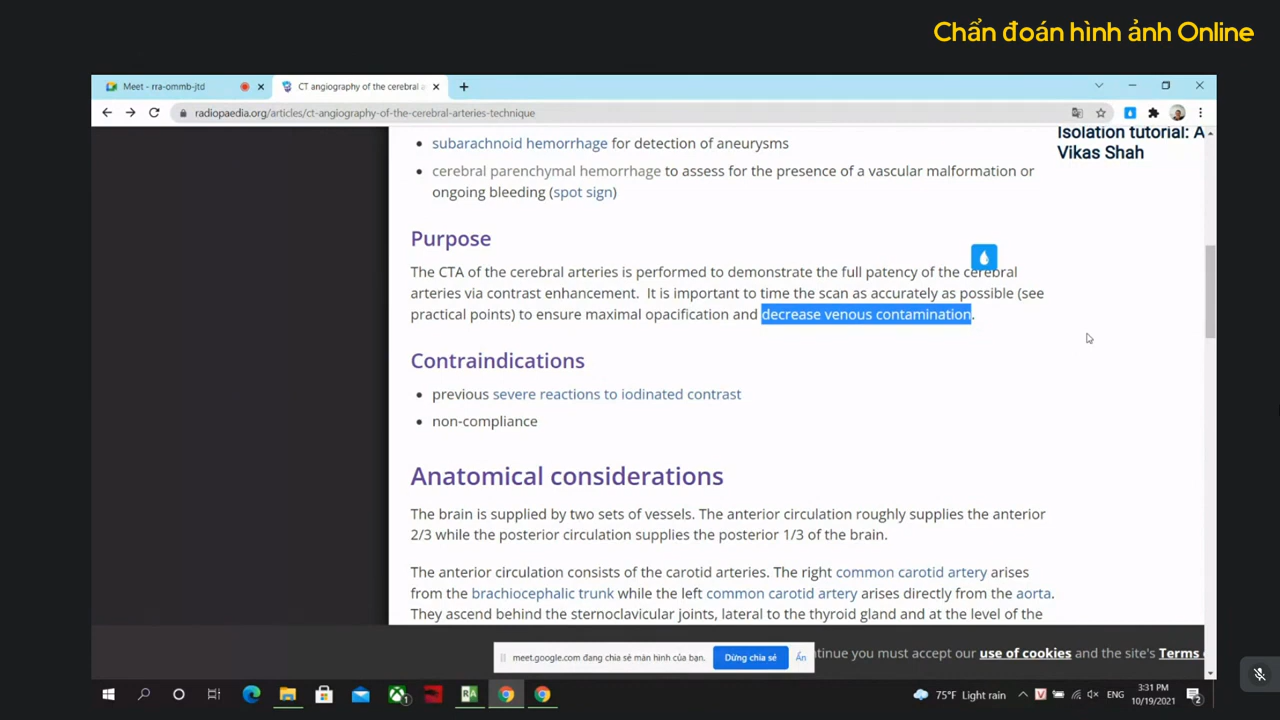 Chẩn đoán hình ảnh Online
Meet - rra-ommb-jtd
CT angiography of the cerebral a
radiopaedia.org/articles/ct-angiography-of-the-cerebral-arteries-technique
Isolation tutorial: A
Vikas Shah
• subarachnoid hemorrhage for detection of aneurysms
• cerebral parenchymal hemorrhage to assess for the presence of a vascular malformation or
ongoing bleeding (spot sign)
Purpose
The CTA of the cerebral arteries is performed to demonstrate the full patency of the cerebral
arteries via contrast enhancement. It is important to time the scan as accurately as possible (see
practical points) to ensure maximal opacification and decrease venous contamination.
Contraindications
• previous severe reactions to iodinated contrast
• non-compliance
Anatomical considerations
The brain is supplied by two sets of vessels. The anterior circulation roughly supplies the anterior
2/3 while the posterior circulation supplies the posterior 1/3 of the brain.
The anterior circulation consists of the carotid arteries. The right common carotid artery arises
from the brachiocephalic trunk while the left common carotid artery arises directly from the aorta.
They ascend behind the sternoclavicular joints, lateral to the thyroid gland and at the level of the
meet.google.com đang chia sẻ màn hình của bạn. Dừng chia sẻ Ẩn
ntinue you must accept our use of cookies and the site's Terms
RA
75°F Light rain
ENG
3:31 PM
10/19/2021
2